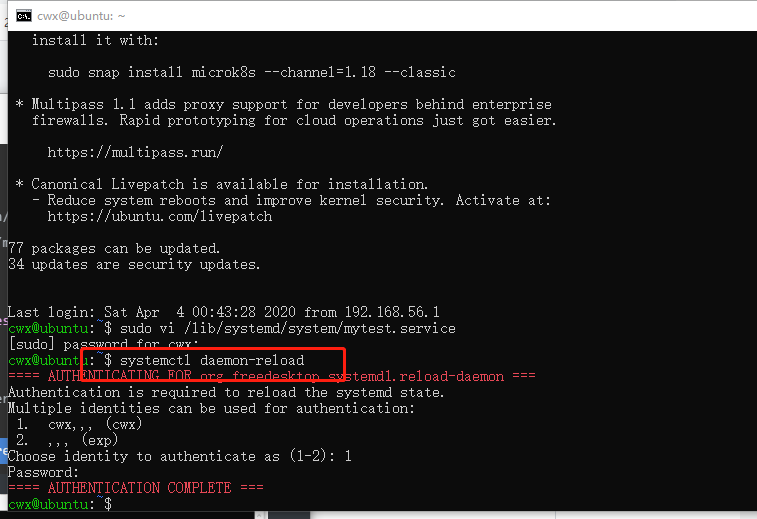 cwx@ubuntu: ~
install it with:
sudo snap install microk8s --channel=1.18 --classic
* Multipass 1.1 adds proxy support for developers behind enterprise
firewalls. Rapid prototyping for cloud operations just got easier.
https://multipass.run/
* Canonical Livepatch is available for installation.
- Reduce system reboots and improve kernel security. Activate at:
https://ubuntu.com/livepatch
77 packages can be updated.
34 updates are security updates.
Last login: Sat Apr  4 00:43:28 2020 from 192.168.56.1
cwx@ubuntu:~$ sudo vi /lib/systemd/system/mytest.service
[sudo] password for cwx:
cwx@ubuntu:~$ systemctl daemon-reload
==== AUTHENTICATING FOR org.freedesktop.systemd1.reload-daemon ===
Authentication is required to reload the systemd state.
Multiple identities can be used for authentication:
1.  cwx,,, (cwx)
2.  ,,, (exp)
Choose identity to authenticate as (1-2): 1
Password:
==== AUTHENTICATION COMPLETE ===
cwx@ubuntu:~$